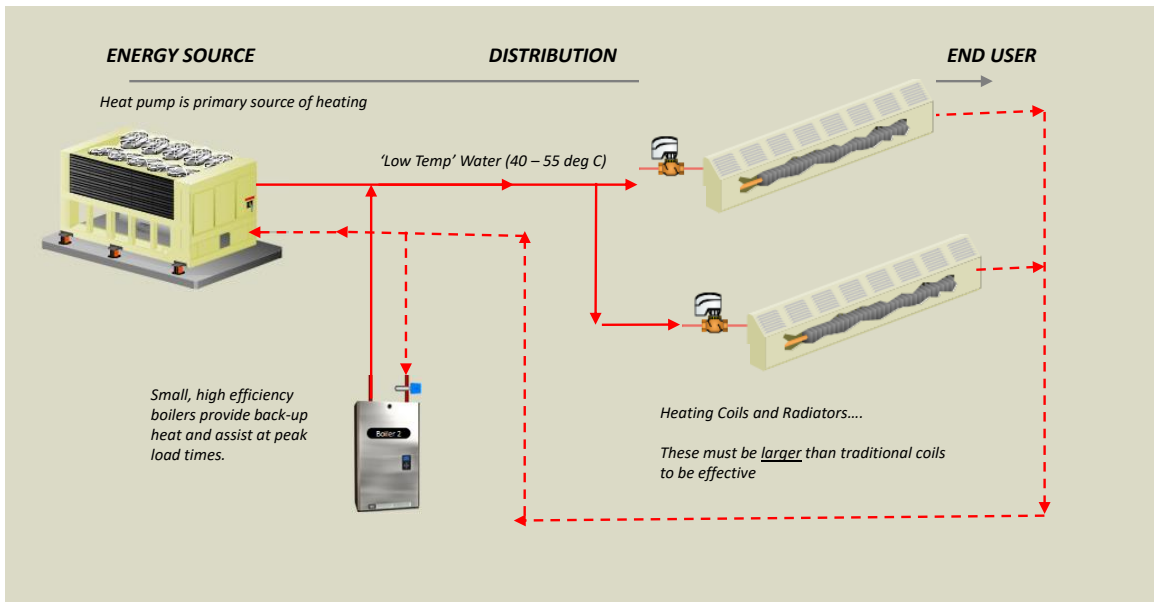 ENERGY SOURCE
DISTRIBUTION
END USER
Heat pump is primary source of heating
‘Low Temp’ Water (40 – 55 deg C)
Small, high efficiency
boilers provide back-up
heat and assist at peak
load times.
Boiler 2
Heating Coils and Radiators....
These must be larger than traditional coils
to be effective